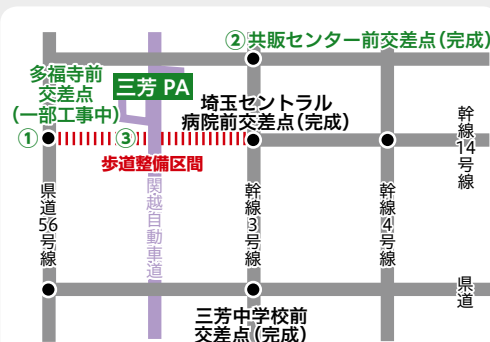 ②共販センター前交差点(完成)
多福寺前
交差点
(一部工事中)
①
三芳 PA
③
埼玉セントラル
病院前交差点(完成)
歩道整備区間
幹線14号線
県道56号線
関越自動車道
幹線3号線
幹線4号線
県道
三芳中学校前
交差点(完成)